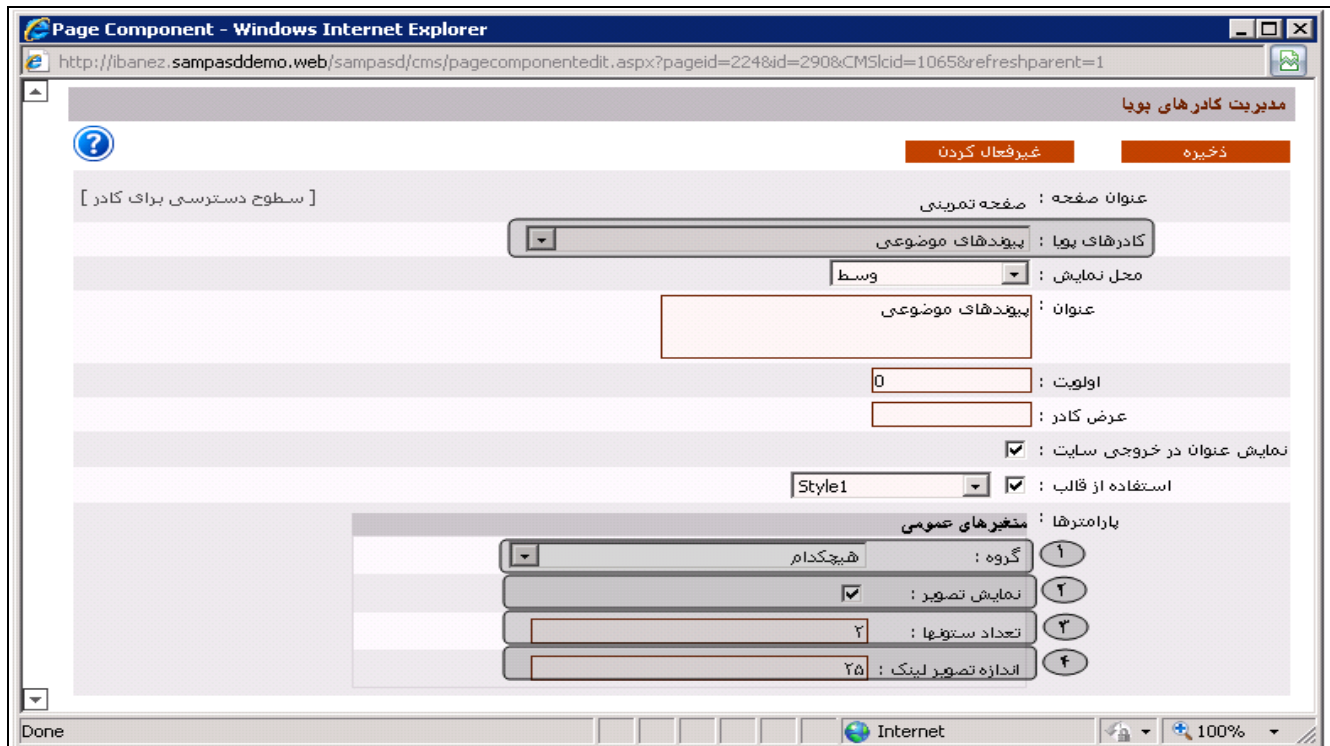 Page Component - Windows Internet Explorer
http://ibanez.sampasddemo.web/sampasd/cms/pagecomponentedit.aspx?pageid=224&id=290&CMSlcid=1065&refreshparent=1
مدیریت کادرهای پویا
ذخیره غیرفعال کردن
عنوان صفحه : صفحه تمرینی [ سطوح دسترسی برای کادر ]
کادرهای پویا : پیوندهای موضوعی
محل نمایش : وسط
عنوان : پیوندهای موضوعی
اولویت : 0
عرض کادر :
نمایش عنوان در خروجی سایت :
استفاده از قالب : Style1
پارامترها : متغیرهای عمومی
۱ گروه : هیچکدام
۲ نمایش تصویر :
۳ تعداد ستونها : ۲
۴ اندازه تصویر لینک : ۲۵
Done Internet 100%